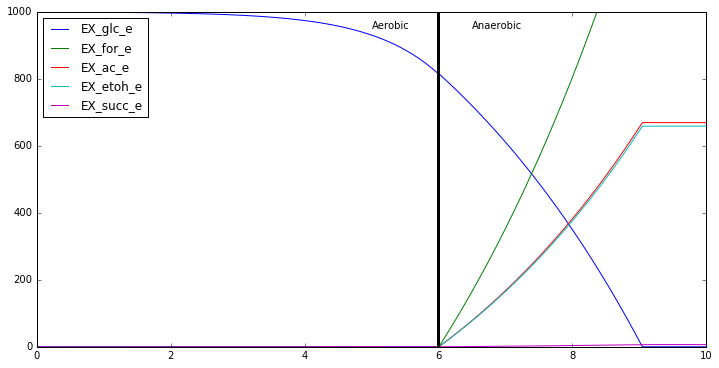 1000
800
600
400
200
0
EX_glc_e
EX_for_e
EX_ac_e
EX_etoh_e
EX_succ_e
Aerobic
Anaerobic
0 2 4 6 8 10